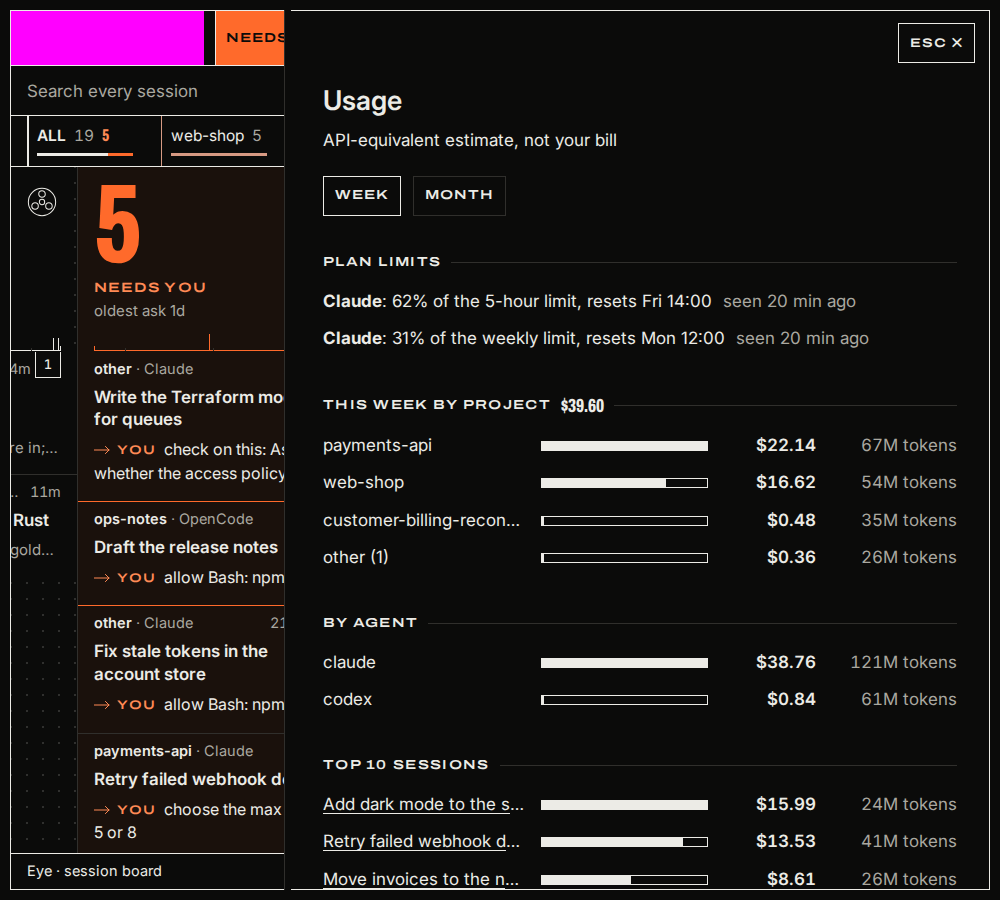 NEEDS
Search every session
ALL 19 5
web-shop 5
5
NEEDS YOU
oldest ask 1d
4m
1
re in;...
.. 11m
Rust
gold...
other · Claude
Write the Terraform mo
for queues
→ YOU check on this: As
whether the access policy
ops-notes · OpenCode
Draft the release notes
→ YOU allow Bash: npm
other · Claude 21
Fix stale tokens in the
account store
→ YOU allow Bash: npm
payments-api · Claude
Retry failed webhook d
→ YOU choose the max
5 or 8
Eye · session board
ESC ✕
Usage
API-equivalent estimate, not your bill
WEEK MONTH
PLAN LIMITS
Claude: 62% of the 5-hour limit, resets Fri 14:00 seen 20 min ago
Claude: 31% of the weekly limit, resets Mon 12:00 seen 20 min ago
THIS WEEK BY PROJECT $39.60
payments-api $22.14 67M tokens
web-shop $16.62 54M tokens
customer-billing-recon... $0.48 35M tokens
other (1) $0.36 26M tokens
BY AGENT
claude $38.76 121M tokens
codex $0.84 61M tokens
TOP 10 SESSIONS
Add dark mode to the s... $15.99 24M tokens
Retry failed webhook d... $13.53 41M tokens
Move invoices to the n... $8.61 26M tokens